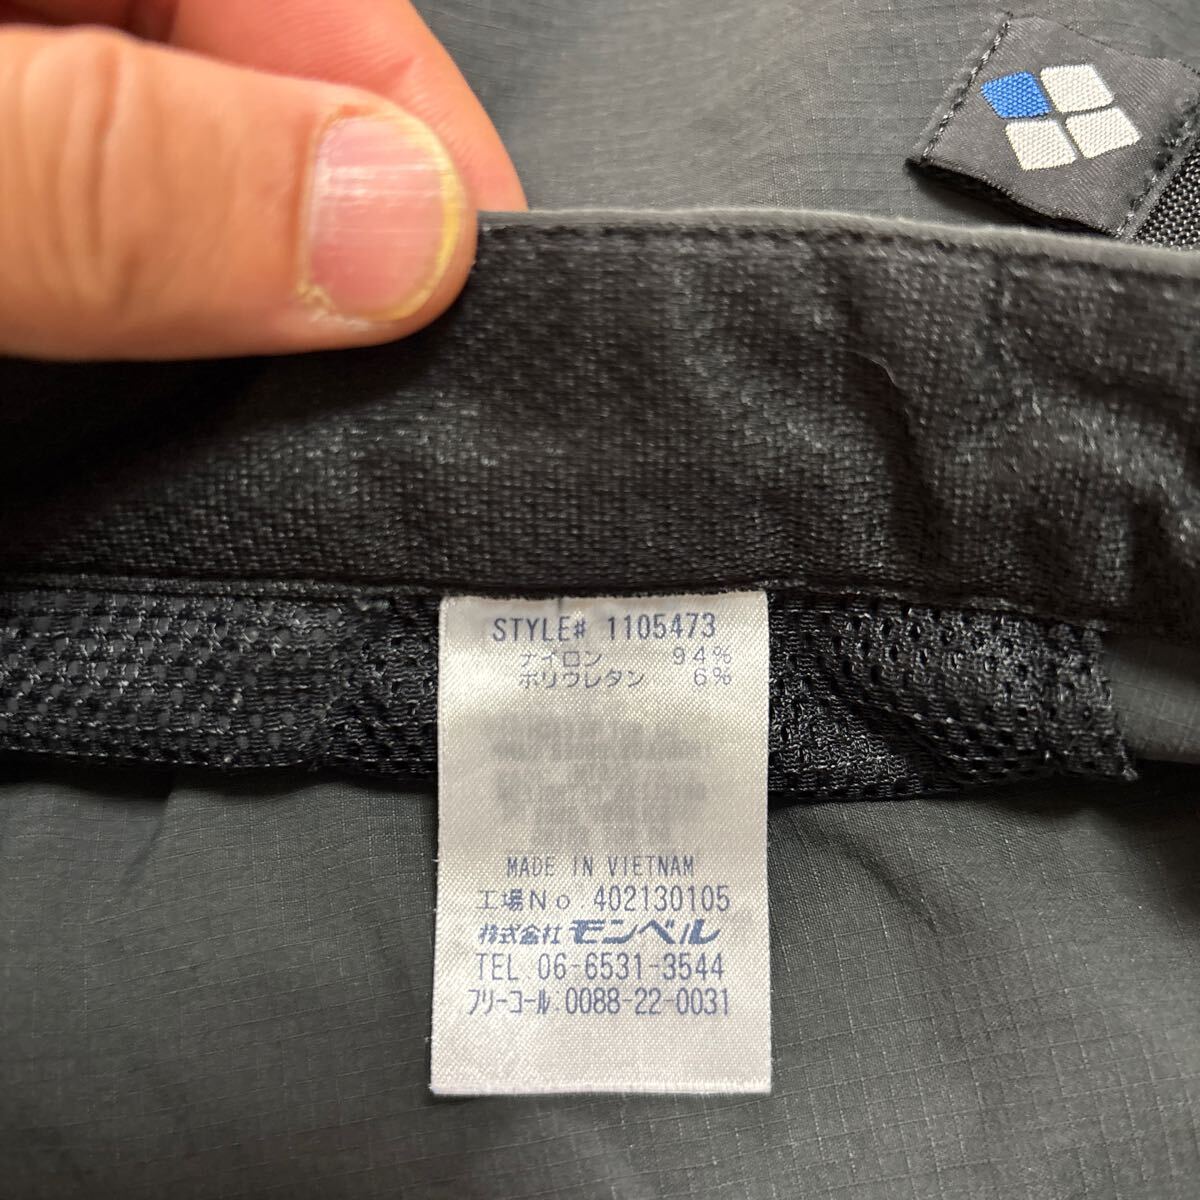 STYLE# 1105473
ナイロン 94%
ポリウレタン 6%
MADE IN VIETNAM
工場No.402130105
株式会社モンベル
TEL.06-6531-3544
フリーコール.0088-22-0031